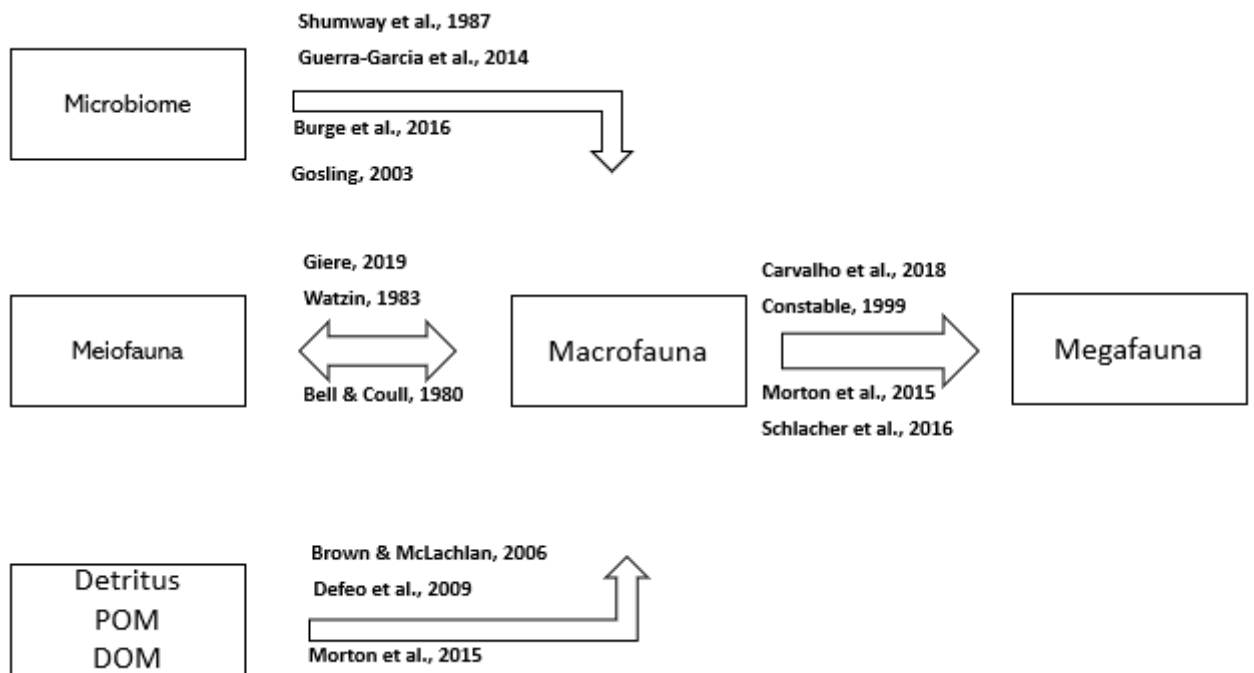 Shumway et al., 1987
Guerra-Garcia et al., 2014
Microbiome
Burge et al., 2016
Gosling, 2003
Giere, 2019
Watzin, 1983
Carvalho et al., 2018
Constable, 1999
Meiofauna
Macrofauna
Megafauna
Bell & Coull, 1980
Morton et al., 2015
Schlacher et al., 2016
Brown & McLachlan, 2006
Defeo et al., 2009
Detritus
POM
DOM
Morton et al., 2015